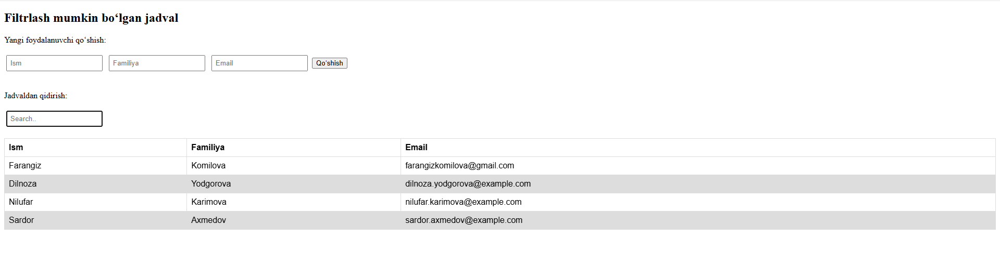 Filtrlash mumkin bo‘lgan jadval
Yangi foydalanuvchi qo‘shish:
Ism Familiya Email Qo‘shish
Jadvaldan qidirish:
Search..
Ism Familiya Email
Farangiz Komilova farangizkomilova@gmail.com
Dilnoza Yodgorova dilnoza.yodgorova@example.com
Nilufar Karimova nilufar.karimova@example.com
Sardor Axmedov sardor.axmedov@example.com